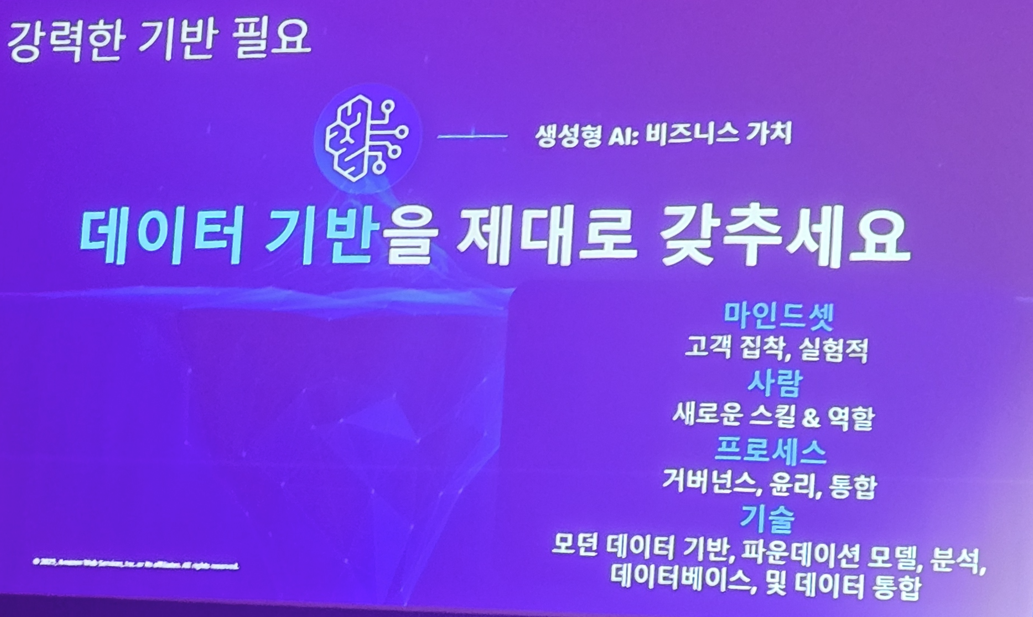 강력한 기반 필요
생성형 AI: 비즈니스 가치
데이터 기반을 제대로 갖추세요
마인드셋
고객 집착, 실험적
사람
새로운 스킬 & 역할
프로세스
거버넌스, 윤리, 통합
기술
모던 데이터 기반, 파운데이션 모델, 분석,
데이터베이스, 및 데이터 통합
© 2023, Amazon Web Services, Inc. or its affiliates. All rights reserved.